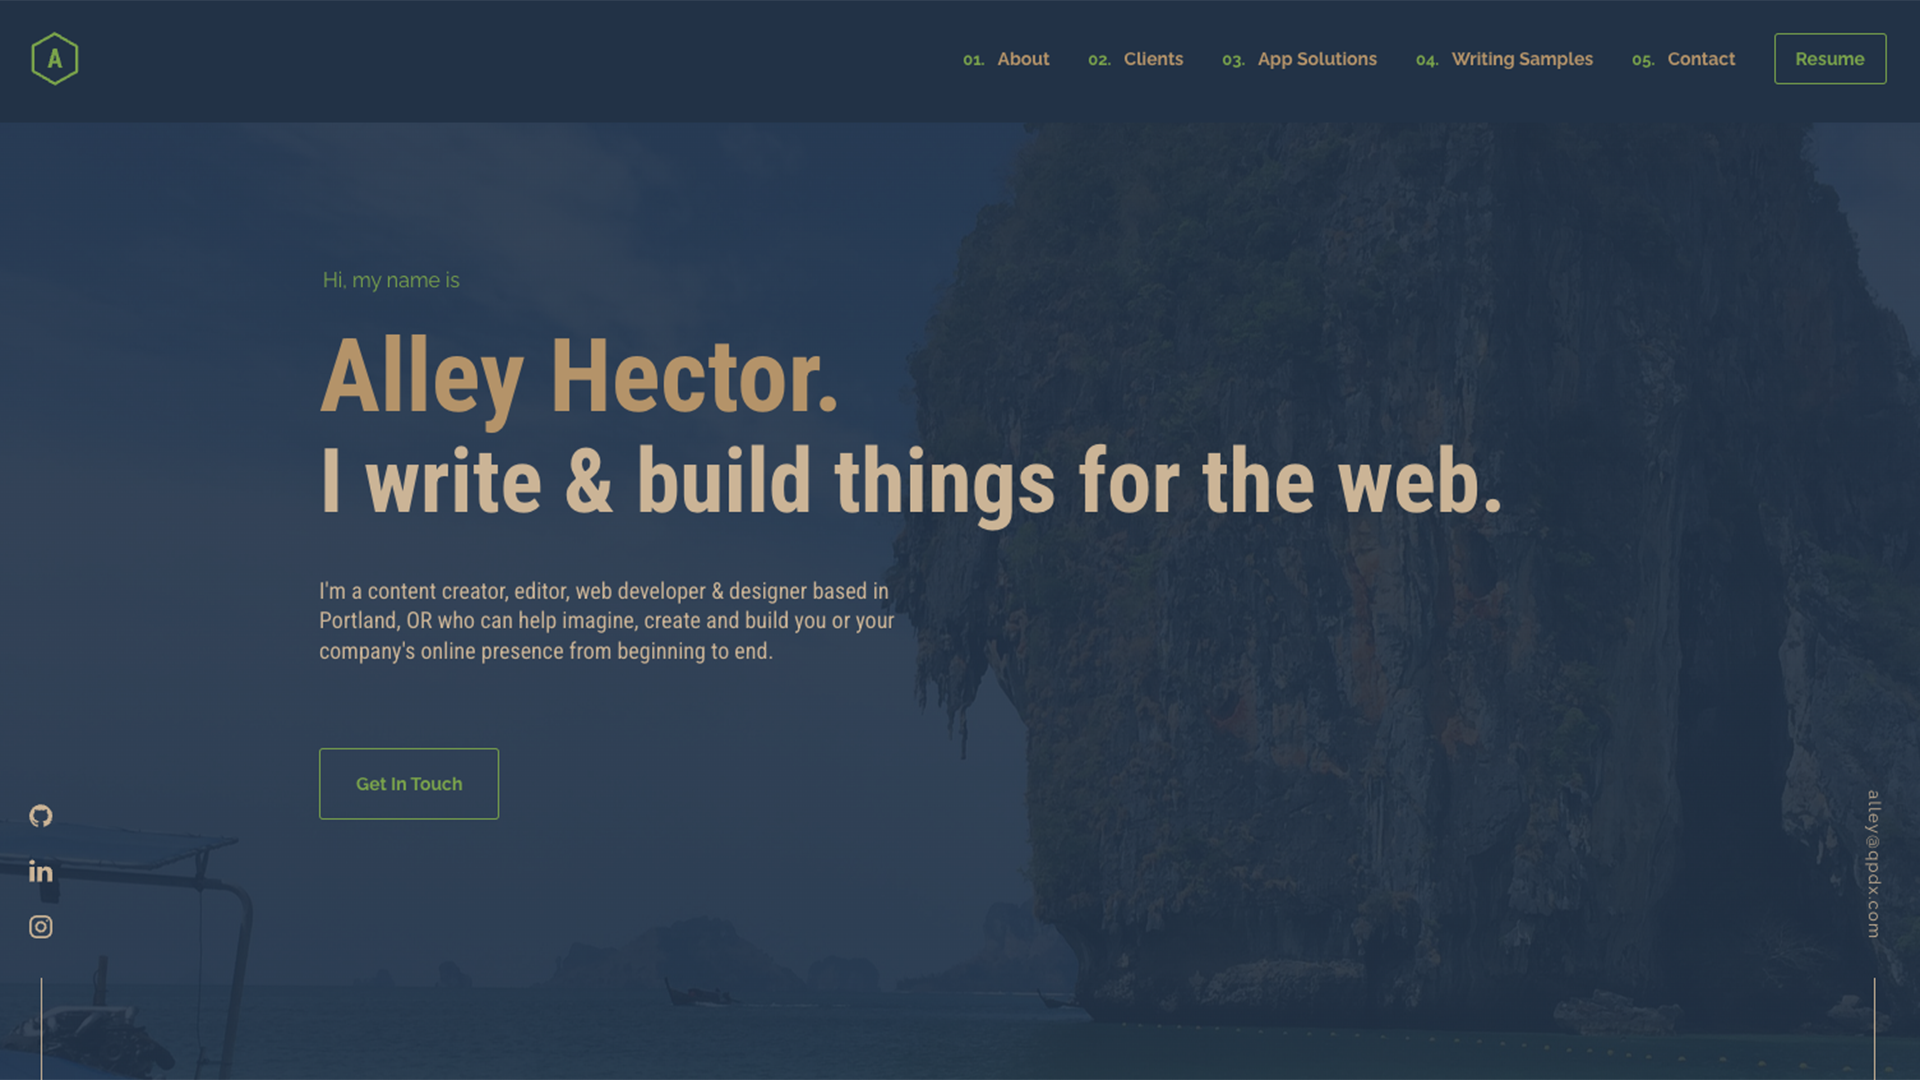 A
01. About 02. Clients 03. App Solutions 04. Writing Samples 05. Contact Resume
Hi, my name is
Alley Hector.
I write & build things for the web.
I'm a content creator, editor, web developer & designer based in
Portland, OR who can help imagine, create and build you or your
company's online presence from beginning to end.
Get In Touch
in
alley@qpdx.com